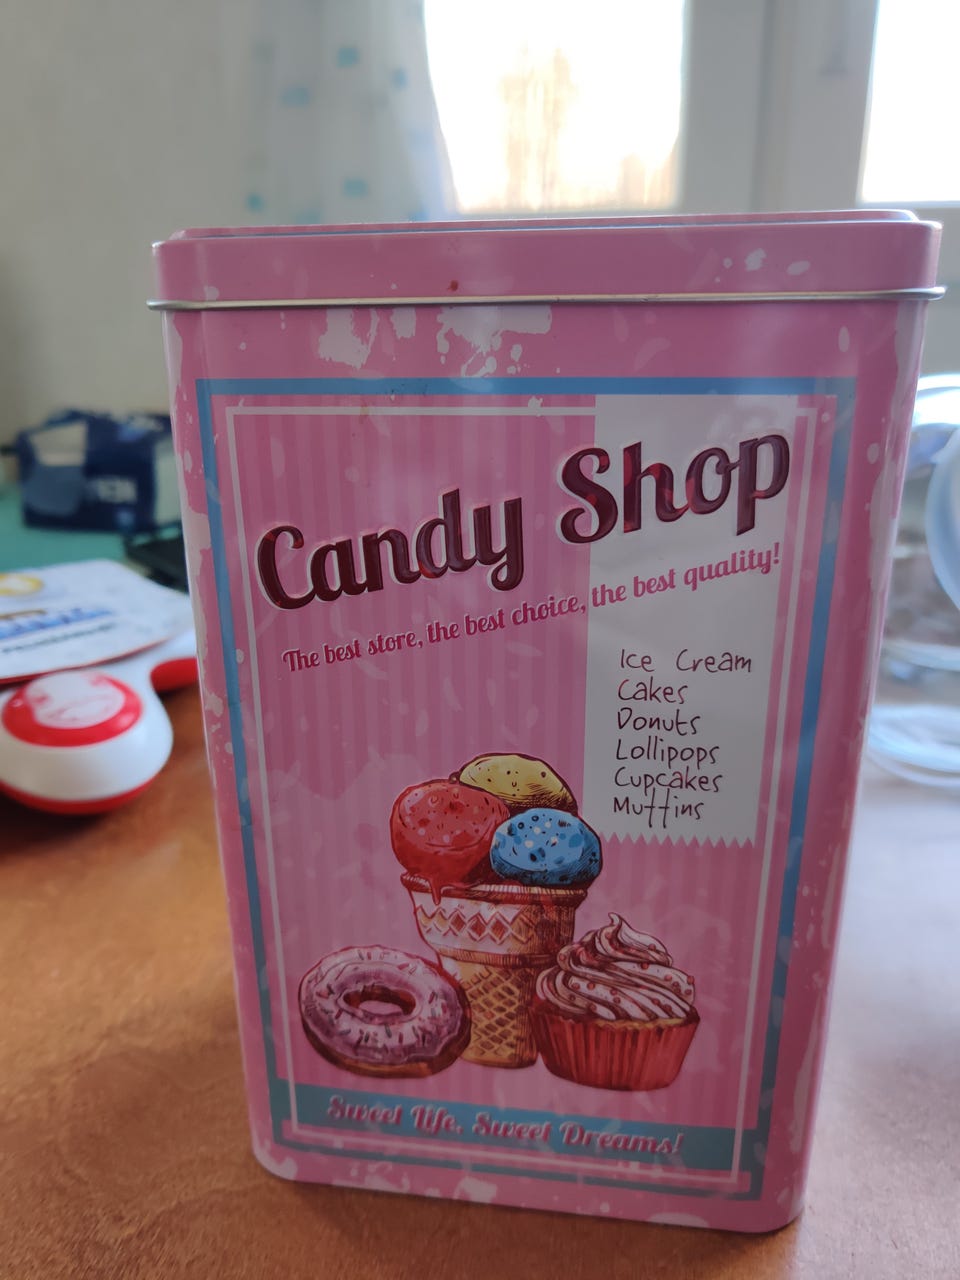 Candy Shop
The best store, the best choice, the best quality!
Ice Cream
Cakes
Donuts
Lollipops
Cupcakes
Muffins
Sweet Life, Sweet Dreams!